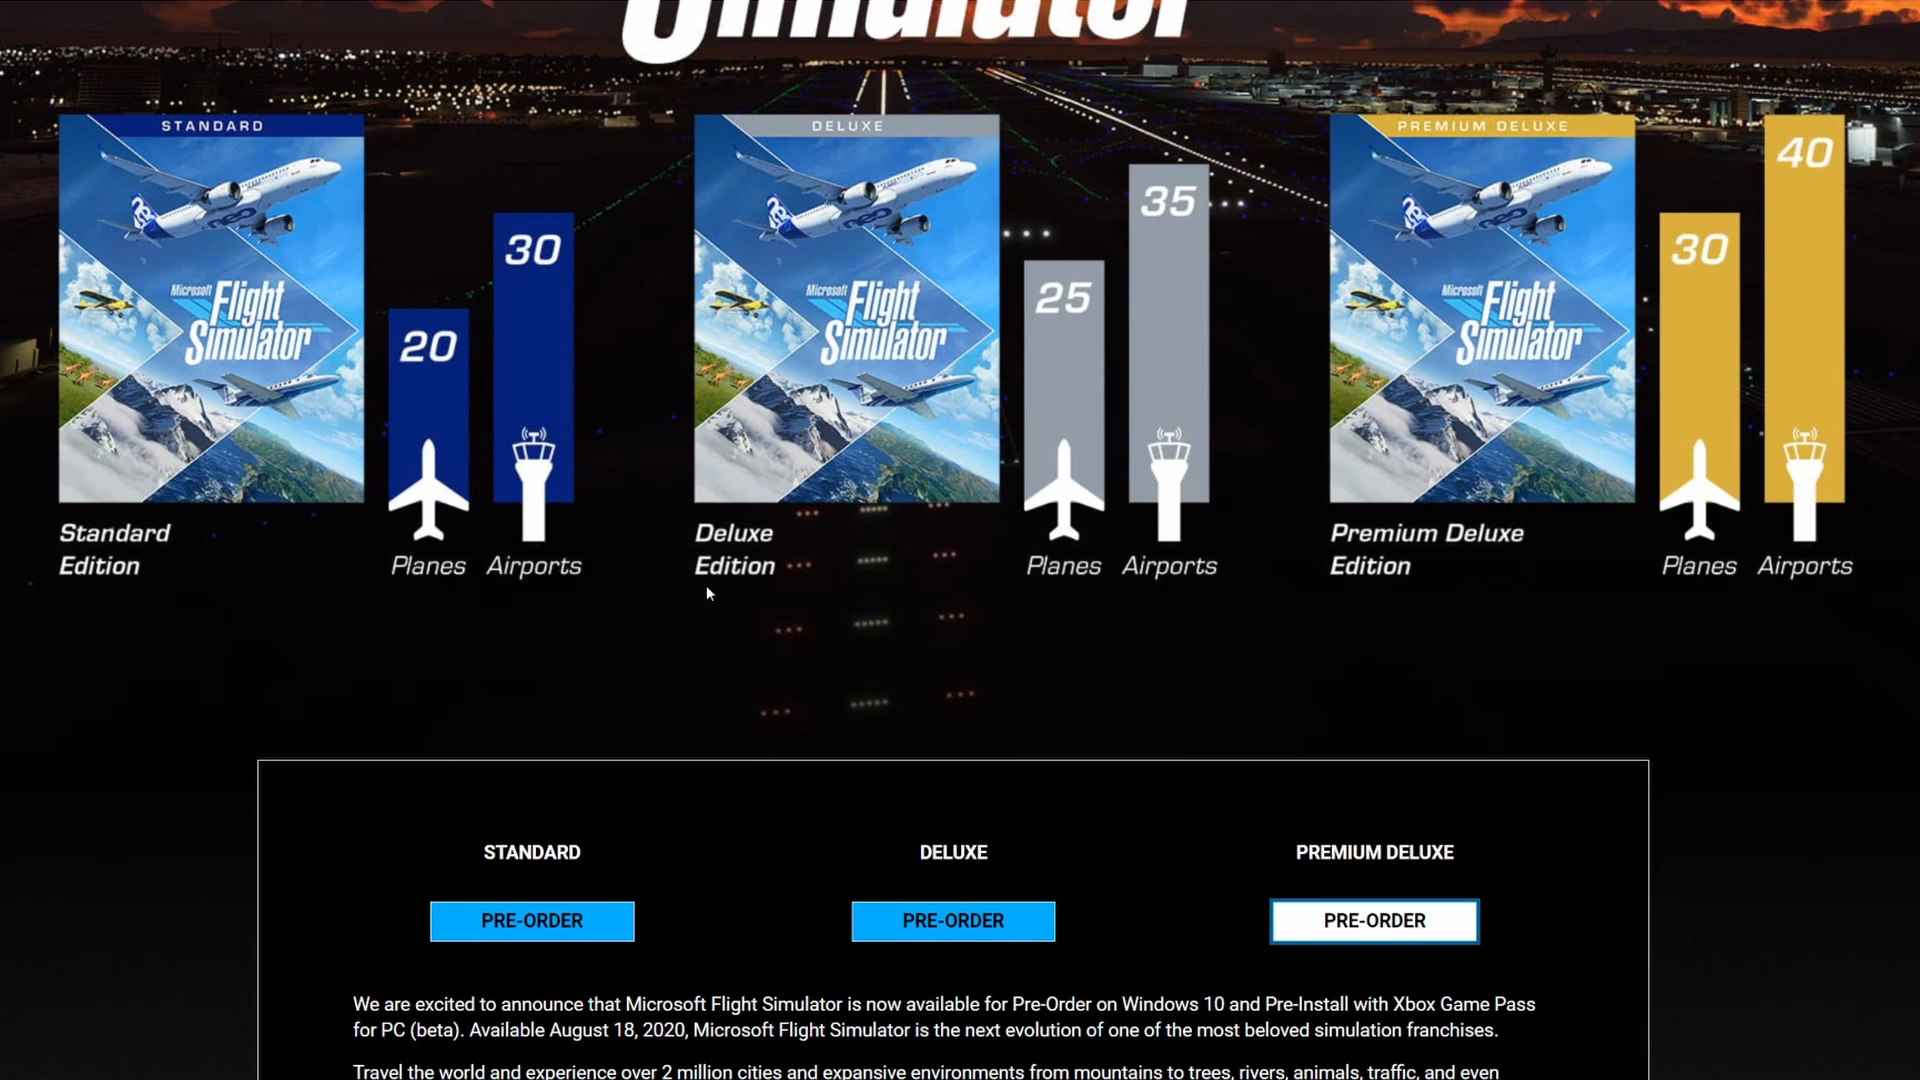 Simulator
STANDARD
Microsoft Flight
Simulator
20
30
Standard
Edition
Planes
Airports
DELUXE
Microsoft Flight
Simulator
25
35
Deluxe
Edition
Planes
Airports
PREMIUM DELUXE
Microsoft Flight
Simulator
30
40
Premium Deluxe
Edition
Planes
Airports
STANDARD
DELUXE
PREMIUM DELUXE
PRE-ORDER
PRE-ORDER
PRE-ORDER
We are excited to announce that Microsoft Flight Simulator is now available for Pre-Order on Windows 10 and Pre-Install with Xbox Game Pass
for PC (beta). Available August 18, 2020, Microsoft Flight Simulator is the next evolution of one of the most beloved simulation franchises.
Travel the world and experience over 2 million cities and expansive environments from mountains to trees, rivers, animals, traffic, and even